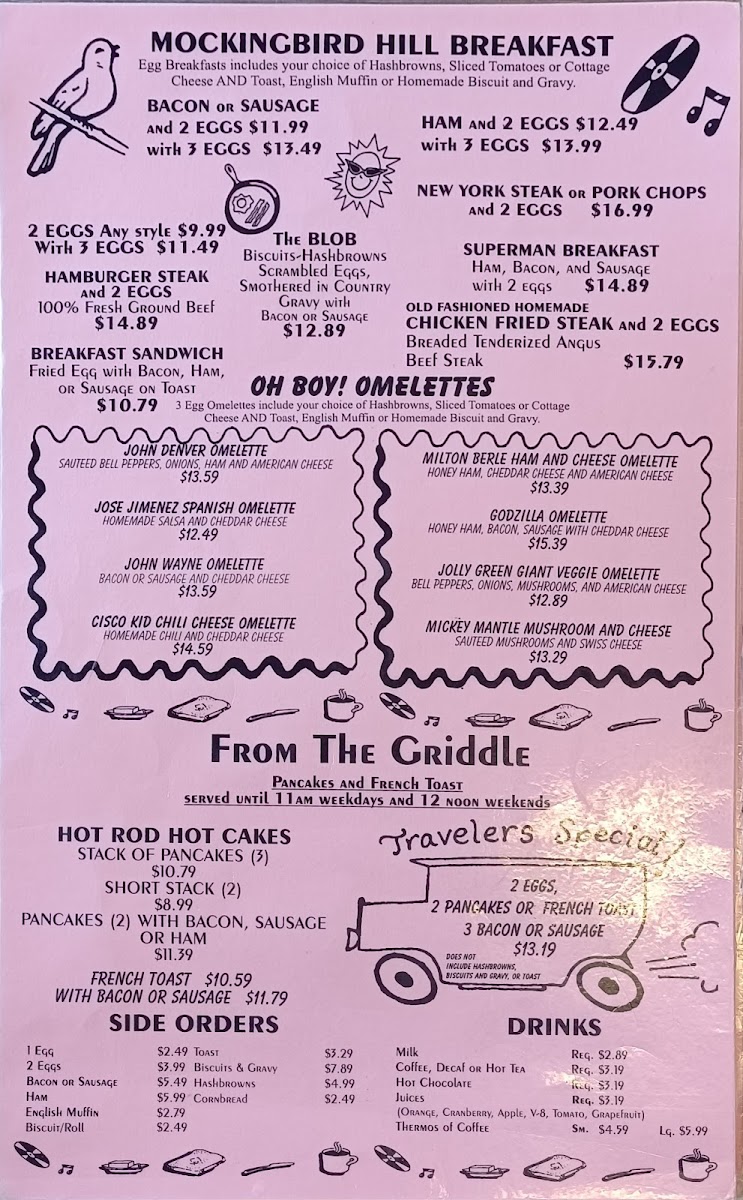 MOCKINGBIRD HILL BREAKFAST
Egg Breakfasts includes your choice of Hashbrowns, Sliced Tomatoes or Cottage
Cheese AND Toast, English Muffin or Homemade Biscuit and Gravy.
BACON or SAUSAGE
and 2 EGGS $11.99
with 3 EGGS $13.49
HAM and 2 EGGS $12.49
with 3 EGGS $13.99
NEW YORK STEAK or PORK CHOPS
and 2 EGGS $16.99
2 EGGS Any style $9.99
With 3 EGGS $11.49
HAMBURGER STEAK
and 2 EGGS
100% Fresh Ground Beef
$14.89
The BLOB
Biscuits-Hashbrowns
Scrambled Eggs,
Smothered in Country
Gravy with
Bacon or Sausage
$12.89
SUPERMAN BREAKFAST
Ham, Bacon, and Sausage
with 2 eggs $14.89
OLD FASHIONED HOMEMADE
CHICKEN FRIED STEAK and 2 EGGS
Breaded Tenderized Angus
Beef Steak $15.79
BREAKFAST SANDWICH
Fried Egg with Bacon, Ham,
or Sausage on Toast
$10.79
OH BOY! OMELETTES
3 Egg Omelettes include your choice of Hashbrowns, Sliced Tomatoes or Cottage
Cheese AND Toast, English Muffin or Homemade Biscuit and Gravy.
JOHN DENVER OMELETTE
SAUTEED BELL PEPPERS, ONIONS, HAM AND AMERICAN CHEESE
$13.59
JOSE JIMENEZ SPANISH OMELETTE
HOMEMADE SALSA AND CHEDDAR CHEESE
$12.49
JOHN WAYNE OMELETTE
BACON OR SAUSAGE AND CHEDDAR CHEESE
$13.59
CISCO KID CHILI CHEESE OMELETTE
HOMEMADE CHILI AND CHEDDAR CHEESE
$14.59
MILTON BERLE HAM AND CHEESE OMELETTE
HONEY HAM, CHEDDAR CHEESE AND AMERICAN CHEESE
$13.39
GODZILLA OMELETTE
HONEY HAM, BACON, SAUSAGE WITH CHEDDAR CHEESE
$15.39
JOLLY GREEN GIANT VEGGIE OMELETTE
BELL PEPPERS, ONIONS, MUSHROOMS, AND AMERICAN CHEESE
$12.89
MICKEY MANTLE MUSHROOM AND CHEESE
SAUTEED MUSHROOMS AND SWISS CHEESE
$13.29
From The Griddle
Pancakes and French Toast
served until 11am weekdays and 12 noon weekends
HOT ROD HOT CAKES
STACK OF PANCAKES (3)
$10.79
SHORT STACK (2)
$8.99
PANCAKES (2) WITH BACON, SAUSAGE
OR HAM
$11.39
FRENCH TOAST $10.59
WITH BACON OR SAUSAGE $11.79
Travelers Special!
2 EGGS,
2 PANCAKES OR FRENCH TOAST
3 BACON OR SAUSAGE
$13.19
DOES NOT
INCLUDE HASHBROWNS,
BISCUITS AND GRAVY, OR TOAST
SIDE ORDERS
1 Egg $2.49 Toast $3.29
2 Eggs $3.99 Biscuits & Gravy $7.89
Bacon or Sausage $5.49 Hashbrowns $4.99
Ham $5.99 Cornbread $2.49
English Muffin $2.79
Biscuit/Roll $2.49
DRINKS
Milk Reg. $2.89
Coffee, Decaf or Hot Tea Reg. $3.19
Hot Chocolate Reg. $3.19
Juices Reg. $3.19
(Orange, Cranberry, Apple, V-8, Tomato, Grapefruit)
Thermos of Coffee Sm. $4.59 Lg. $5.99